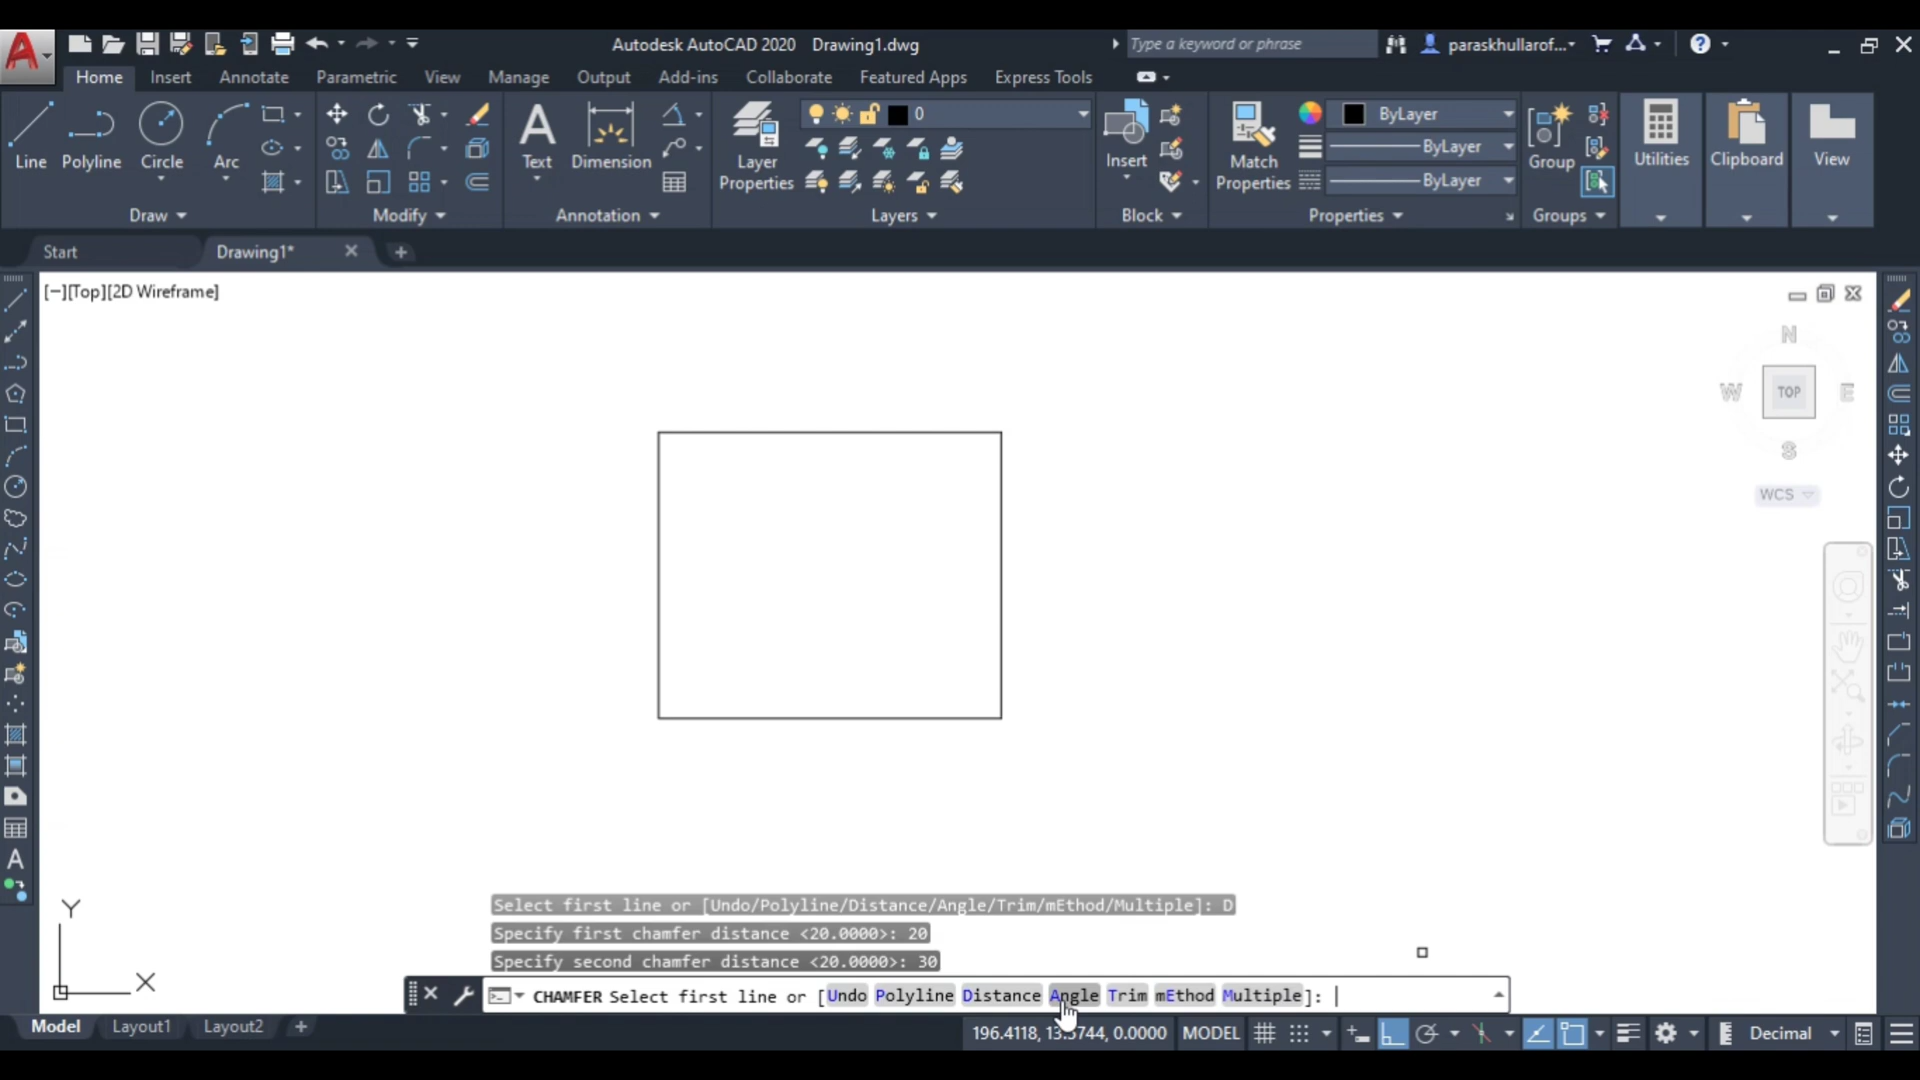 Autodesk AutoCAD 2020 Drawing1.dwg
Type a keyword or phrase
paraskhullarof...
Home Insert Annotate Parametric View Manage Output Add-ins Collaborate Featured Apps Express Tools
Line Polyline Circle Arc
Draw
Modify
Text Dimension
Annotation
Layer Properties
0
Layers
Insert
Block
Match Properties
ByLayer
ByLayer
ByLayer
Properties
Group
Groups
Utilities
Clipboard
View
Start Drawing1*
[−][Top][2D Wireframe]
N
W TOP E
S
WCS
Y
X
Select first line or [Undo/Polyline/Distance/Angle/Trim/mEthod/Multiple]: D
Specify first chamfer distance <20.0000>: 20
Specify second chamfer distance <20.0000>: 30
CHAMFER Select first line or [Undo Polyline Distance Angle Trim mEthod Multiple]:
Model Layout1 Layout2 +
MODEL
Decimal